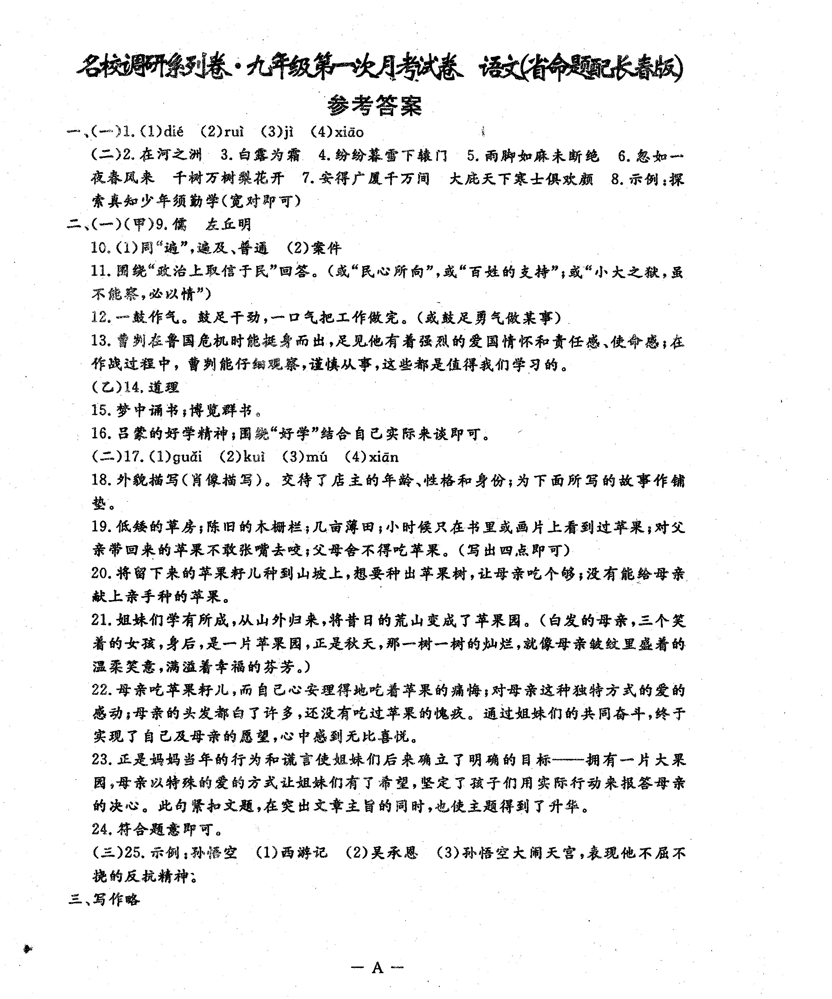 名校调研系列卷·九年级第一次月考试卷 语文(省命题配长春版)
参考答案
一、(一)1.(1)dié (2)ruì (3)jì (4)xiāo
(二)2.在河之洲 3.白露为霜 4.纷纷暮雪下辕门 5.雨脚如麻未断绝 6.忽如一
夜春风来 千树万树梨花开 7.安得广厦千万间 大庇天下寒士俱欢颜 8.示例:探
索真知少年须勤学(宽对即可)
二、(一)(甲)9.儒 左丘明
10.(1)同“遍”,遍及、普通 (2)案件
11.围绕“政治上取信于民”回答。(或“民心所向”,或“百姓的支持”;或“小大之狱,虽
不能察,必以情”)
12.一鼓作气。鼓足干劲,一口气把工作做完。(或鼓足勇气做某事)
13.曹刿在鲁国危机时能挺身而出,足见他有着强烈的爱国情怀和责任感、使命感;在
作战过程中,曹刿能仔细观察,谨慎从事,这些都是值得我们学习的。
(乙)14.道理
15.梦中诵书;博览群书。
16.吕蒙的好学精神;围绕“好学”结合自己实际来谈即可。
(二)17.(1)guǎi (2)kuì (3)mú (4)xiān
18.外貌描写(肖像描写)。交待了店主的年龄、性格和身份;为下面所写的故事作铺
垫。
19.低矮的草房;陈旧的木栅栏;几亩薄田;小时候只在书里或画片上看到过苹果;对父
亲带回来的苹果不敢张嘴去咬;父母舍不得吃苹果。(写出四点即可)
20.将留下来的苹果籽儿种到山坡上,想要种出苹果树,让母亲吃个够;没有能给母亲
献上亲手种的苹果。
21.姐妹们学有所成,从山外归来,将昔日的荒山变成了苹果园。(白发的母亲,三个笑
着的女孩,身后,是一片苹果园,正是秋天,那一树一树的灿烂,就像母亲皱纹里盛着的
温柔笑意,满溢着幸福的芬芳。)
22.母亲吃苹果籽儿,而自己心安理得地吃着苹果的痛悔;对母亲这种独特方式的爱的
感动;母亲的头发都白了许多,还没有吃过苹果的愧疚。通过姐妹们的共同奋斗,终于
实现了自己及母亲的愿望,心中感到无比喜悦。
23.正是妈妈当年的行为和谎言使姐妹们后来确立了明确的目标——拥有一片大果
园,母亲以特殊的爱的方式让姐妹们有了希望,坚定了孩子们用实际行动来报答母亲
的决心。此句紧扣文题,在突出文章主旨的同时,也使主题得到了升华。
24.符合题意即可。
(三)25.示例:孙悟空 (1)西游记 (2)吴承恩 (3)孙悟空大闹天宫,表现他不屈不
挠的反抗精神。
三、写作略
— A —